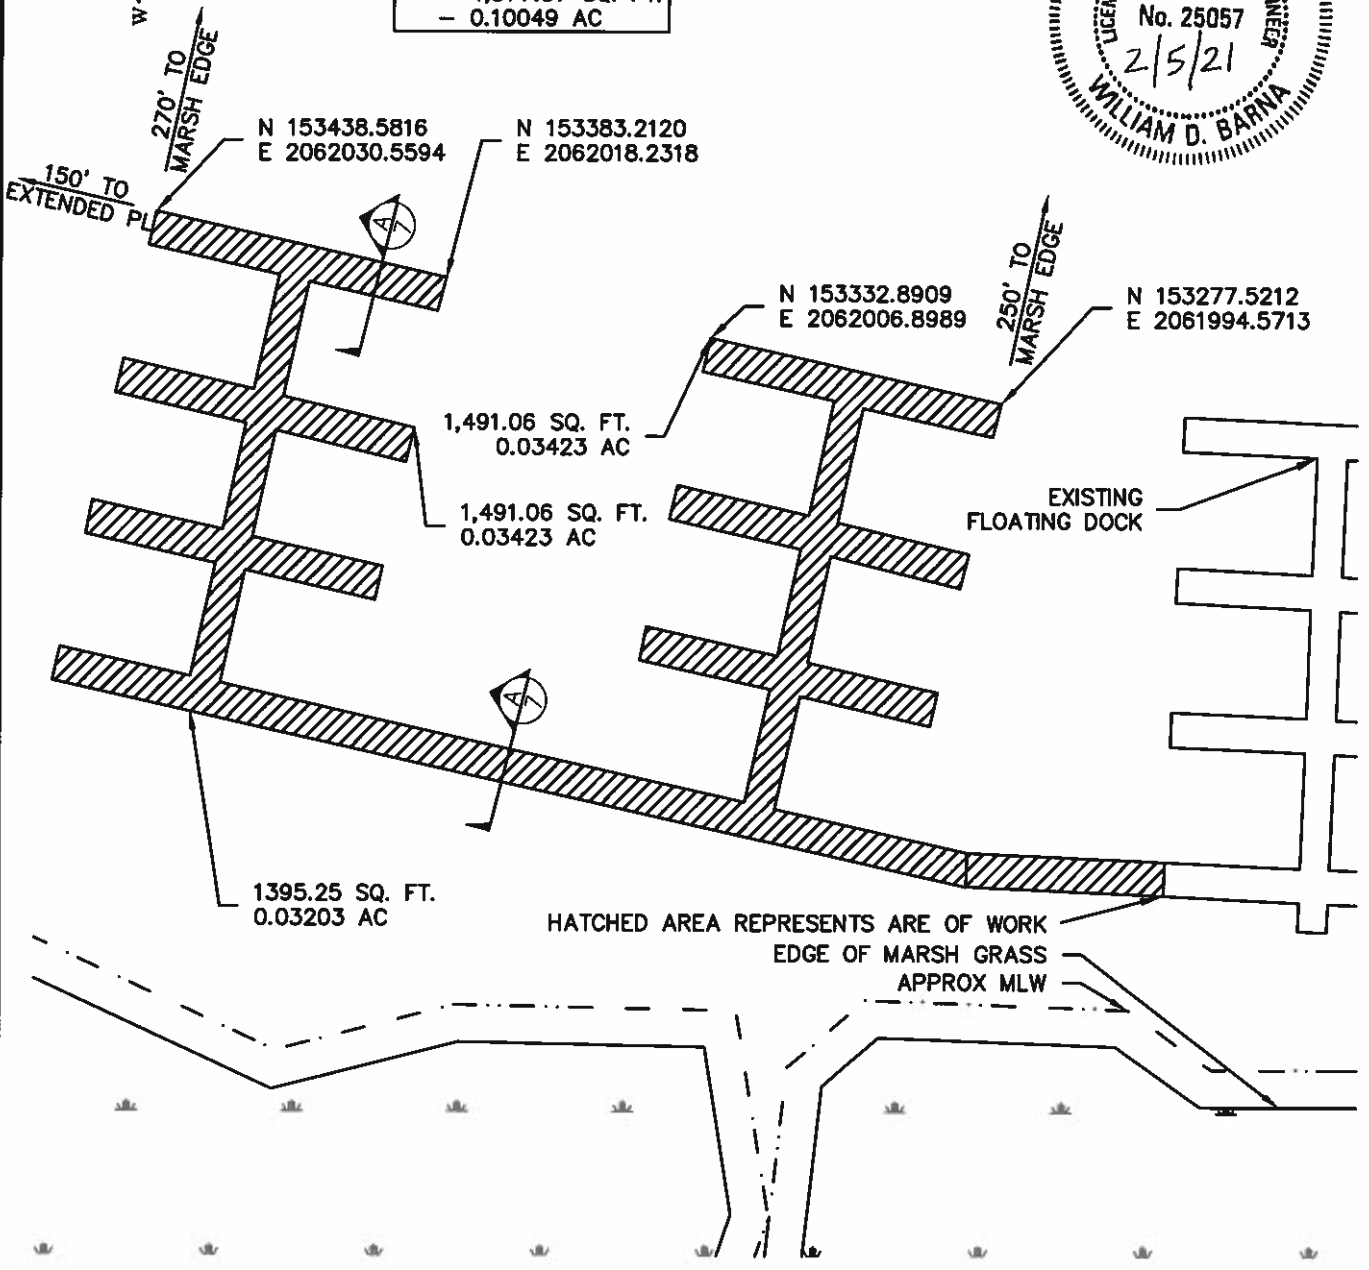 - 0.10049 AC
No. 25057
2/5/21
WILLIAM D. BARNA
270' TO
MARSH EDGE
N 153438.5816
E 2062030.5594
N 153383.2120
E 2062018.2318
150' TO
EXTENDED PL
A
7
N 153332.8909
E 2062006.8989
250' TO
MARSH EDGE
N 153277.5212
E 2061994.5713
1,491.06 SQ. FT.
0.03423 AC
1,491.06 SQ. FT.
0.03423 AC
EXISTING
FLOATING DOCK
A
7
1395.25 SQ. FT.
0.03203 AC
HATCHED AREA REPRESENTS ARE OF WORK
EDGE OF MARSH GRASS
APPROX MLW